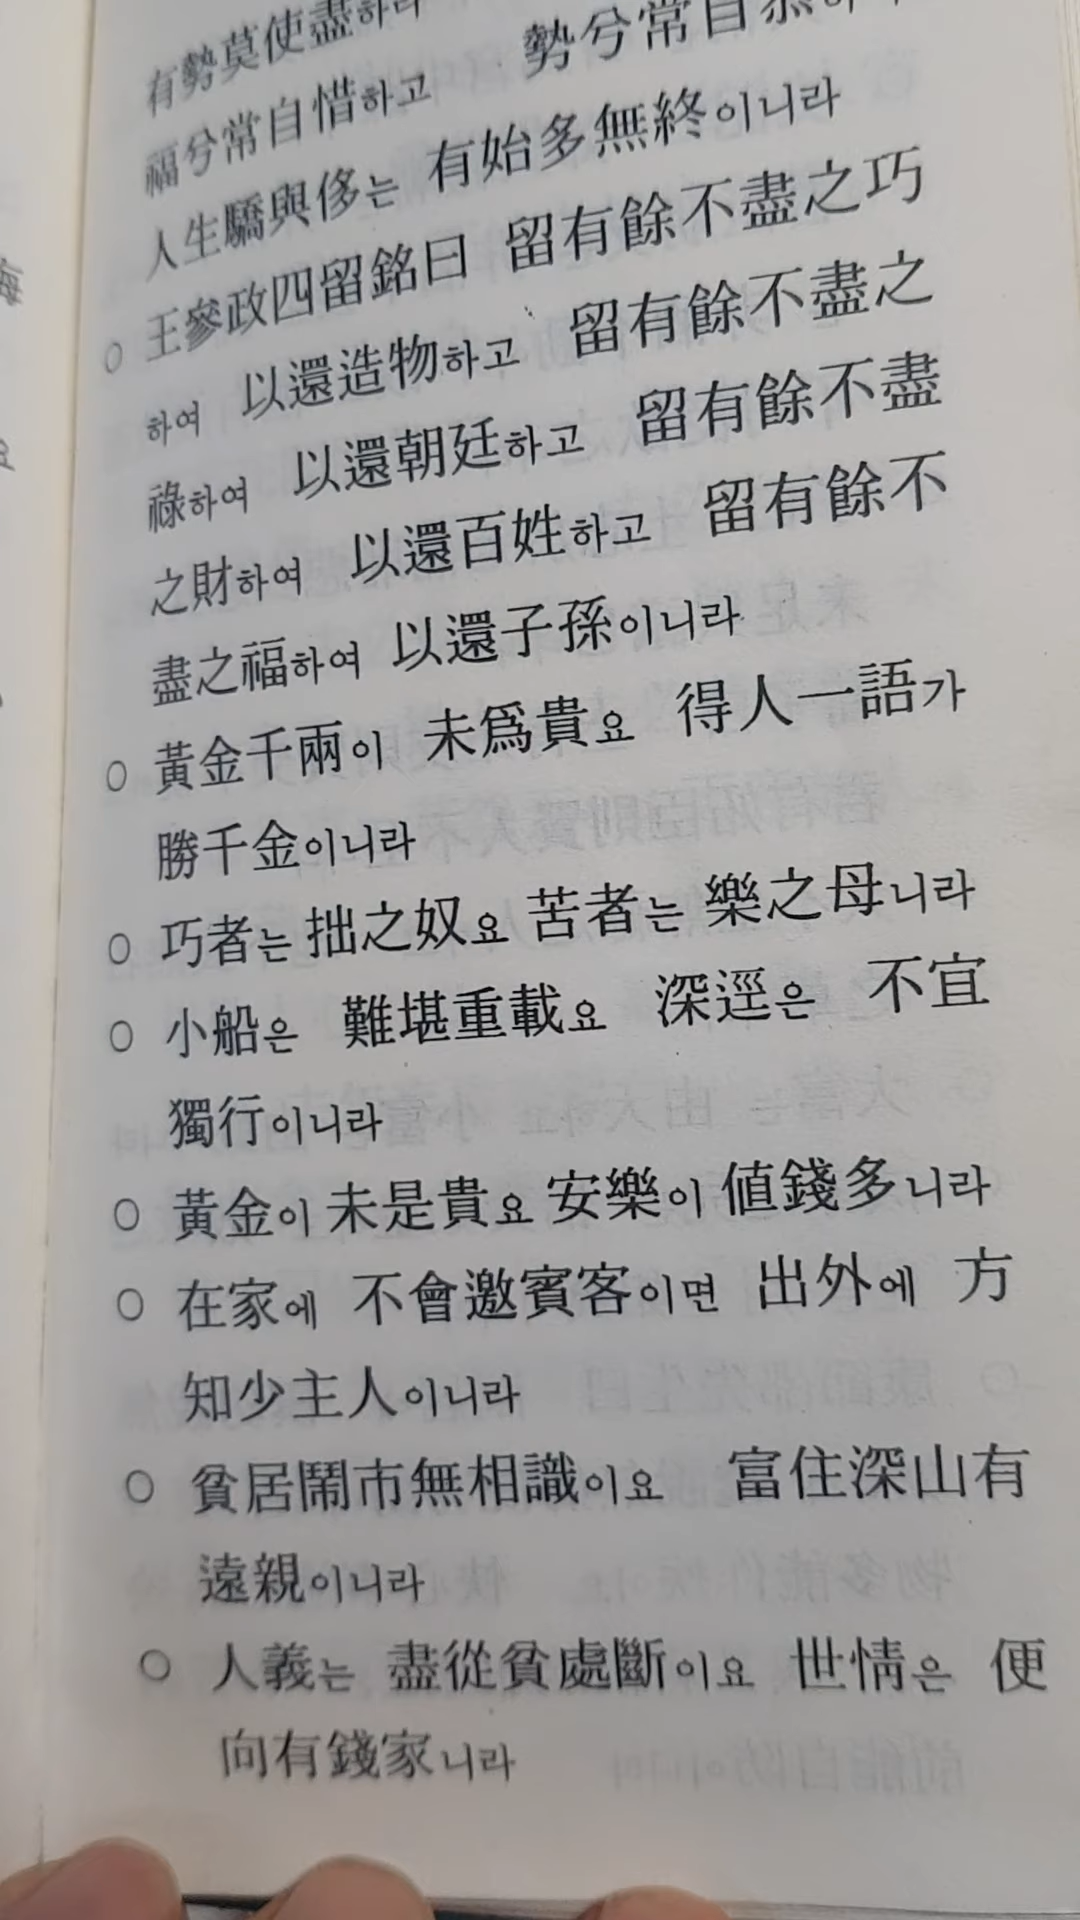 有勢莫使盡하라
福兮常自惜하고 勢兮常自恭
人生驕與侈는 有始多無終이니라
○ 王參政四留銘曰 留有餘不盡之巧
하여 以還造物하고 留有餘不盡之
祿하여 以還朝廷하고 留有餘不盡
之財하여 以還百姓하고 留有餘不
盡之福하여 以還子孫이니라
○ 黃金千兩이 未爲貴요 得人一語가
勝千金이니라
○ 巧者는 拙之奴요 苦者는 樂之母니라
○ 小船은 難堪重載요 深逕은 不宜
獨行이니라
○ 黃金이 未是貴요 安樂이 値錢多니라
○ 在家에 不會邀賓客이면 出外에 方
知少主人이니라
○ 貧居鬧市無相識이요 富住深山有
遠親이니라
○ 人義는 盡從貧處斷이요 世情은 便
向有錢家니라